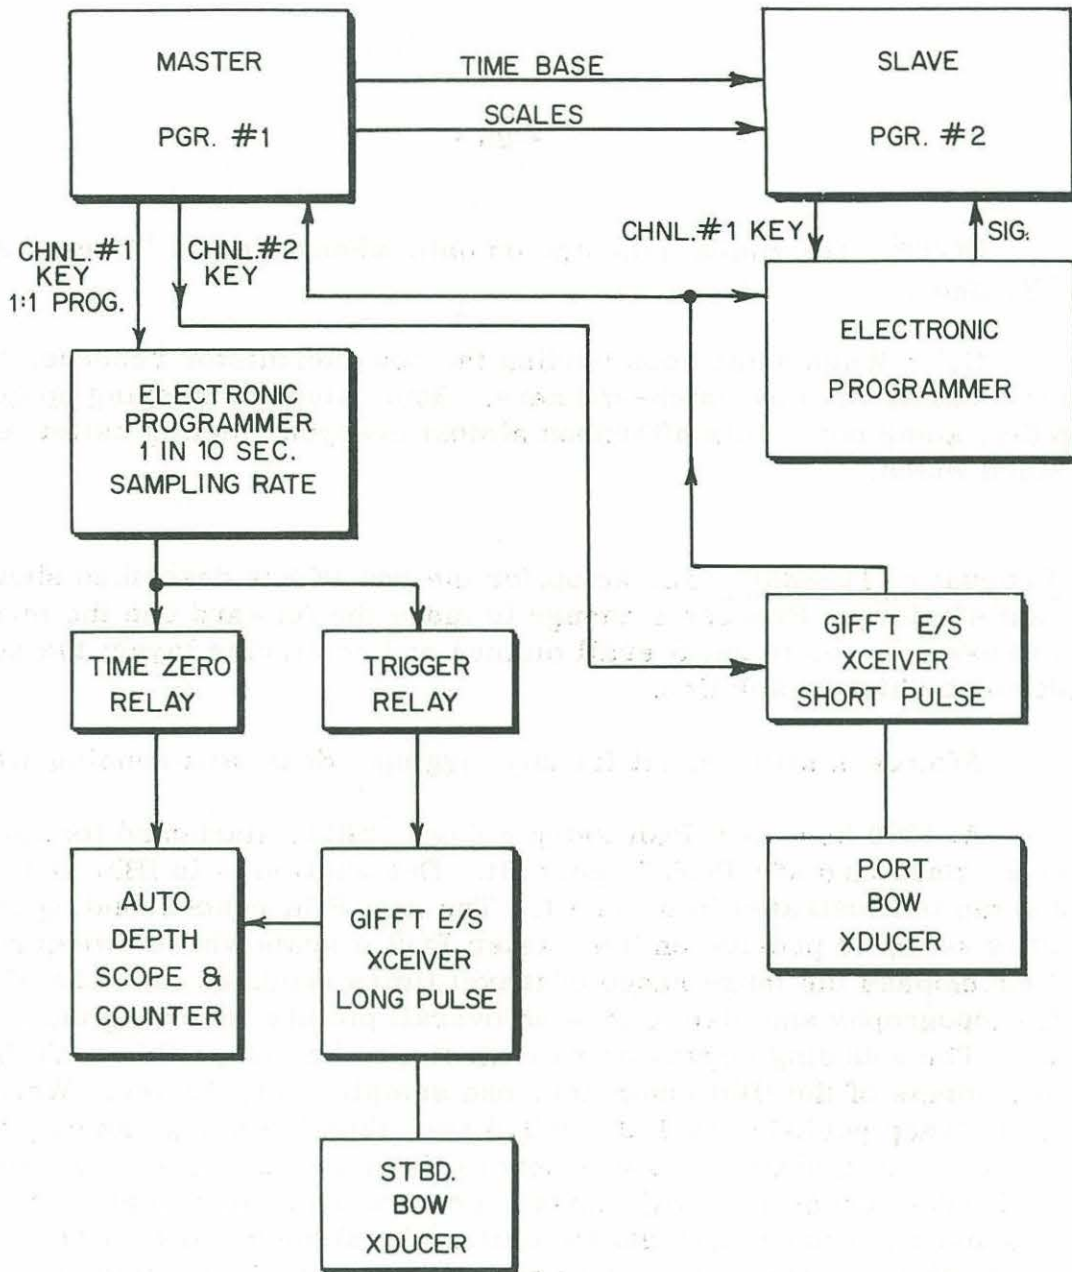 MASTER
PGR. #1
TIME BASE
SCALES
SLAVE
PGR. #2
CHNL.#1
KEY
1:1 PROG.
CHNL.#2
KEY
CHNL.#1 KEY
SIG.
ELECTRONIC
PROGRAMMER
1 IN 10 SEC.
SAMPLING RATE
ELECTRONIC
PROGRAMMER
TIME ZERO
RELAY
TRIGGER
RELAY
GIFFT E/S
XCEIVER
SHORT PULSE
AUTO
DEPTH
SCOPE &
COUNTER
GIFFT E/S
XCEIVER
LONG PULSE
PORT
BOW
XDUCER
STBD.
BOW
XDUCER